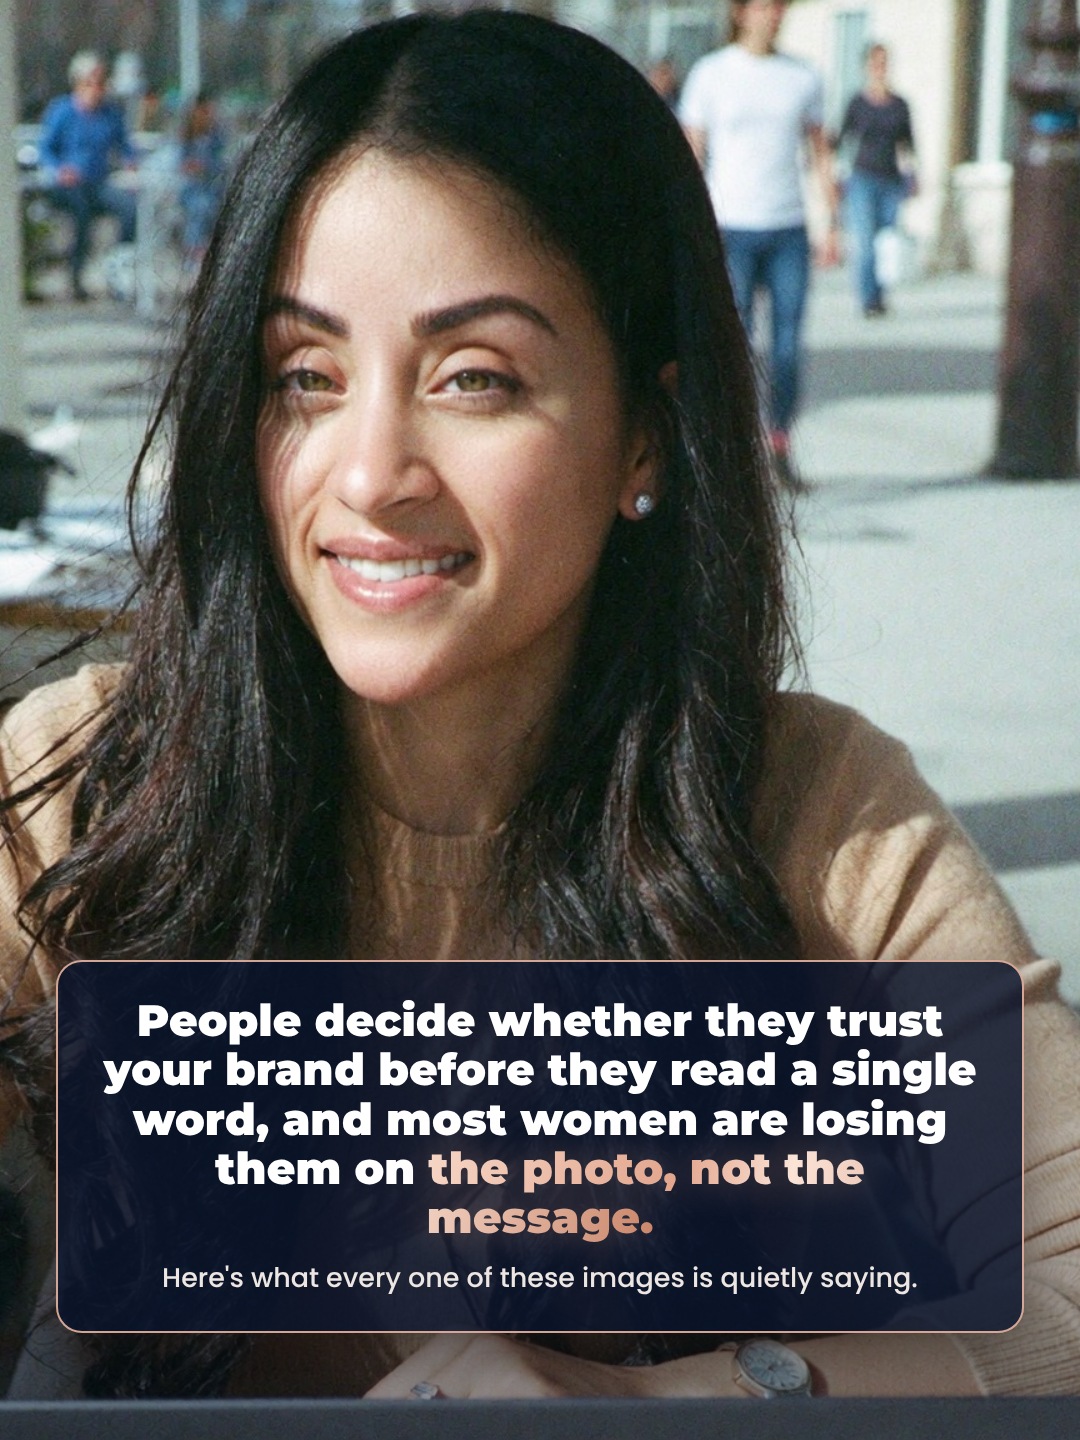 People decide whether they trust
your brand before they read a single
word, and most women are losing
them on the photo, not the
message.
Here's what every one of these images is quietly saying.